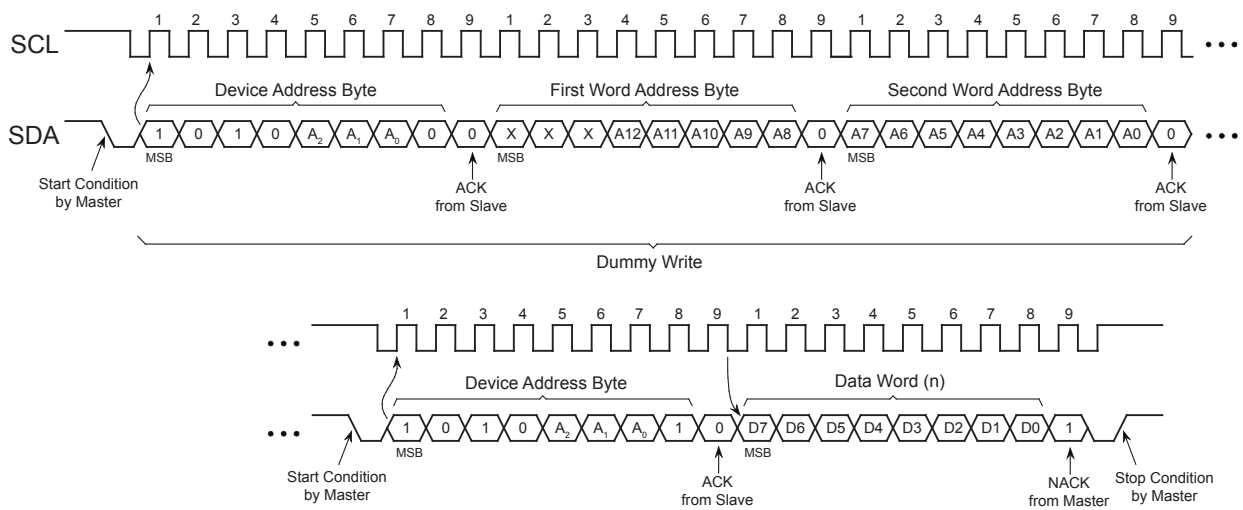 1 2 3 4 5 6 7 8 9 1 2 3 4 5 6 7 8 9 1 2 3 4 5 6 7 8 9
SCL
Device Address Byte First Word Address Byte Second Word Address Byte
SDA 1 0 1 0 A2 A1 A0 0 0 X X X A12 A11 A10 A9 A8 0 A7 A6 A5 A4 A3 A2 A1 A0 0
MSB MSB MSB
Start Condition
by Master
ACK
from Slave
ACK
from Slave
ACK
from Slave
Dummy Write
1 2 3 4 5 6 7 8 9 1 2 3 4 5 6 7 8 9
Device Address Byte Data Word (n)
1 0 1 0 A2 A1 A0 1 0 D7 D6 D5 D4 D3 D2 D1 D0 1
MSB MSB
Start Condition
by Master
ACK
from Slave
NACK
from Master
Stop Condition
by Master